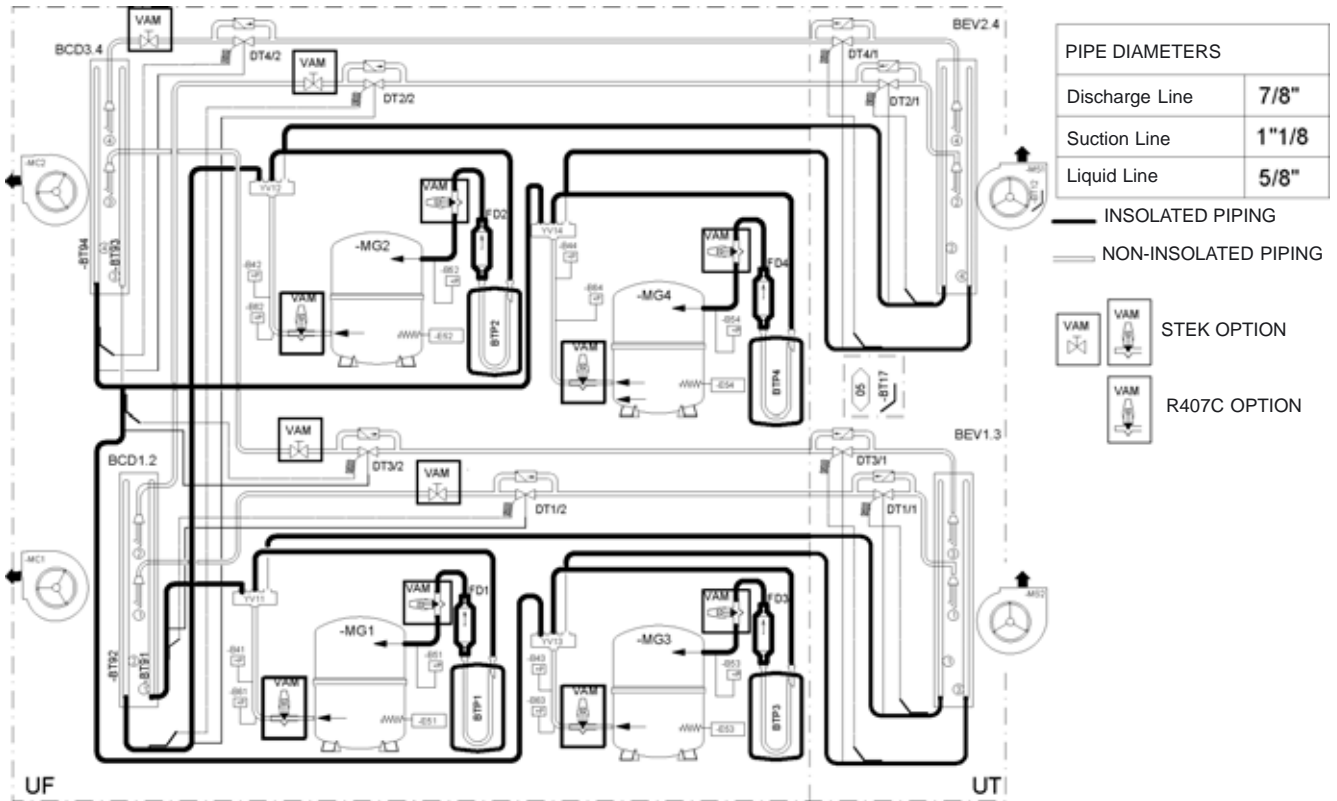 VAM
BCD3.4
DT4/2
VAM
DT2/2
DT4/1
DT2/1
BEV2.4
-MC2
YV12
VAM
FD2
-MG2
-B42
-B62
VAM
-B52
-E52
BTP2
YV14
-B44
-B64
VAM
FD4
-MG4
VAM
-B54
-E54
BTP4
-BT94
-BT93
-BT12
05
-BT17
VAM
DT3/2
VAM
DT1/2
DT3/1
DT1/1
BEV1.3
BCD1.2
-MC1
-MS2
YV11
VAM
FD1
-MG1
-B41
-B61
VAM
-B51
-E51
BTP1
YV13
VAM
FD3
-MG3
-B43
-B63
VAM
-B53
-E53
BTP3
-BT92
-BT91
UF
UT
PIPE DIAMETERS
Discharge Line 7/8"
Suction Line 1"1/8
Liquid Line 5/8"
INSOLATED PIPING
NON-INSOLATED PIPING
VAM
VAM
STEK OPTION
VAM
R407C OPTION